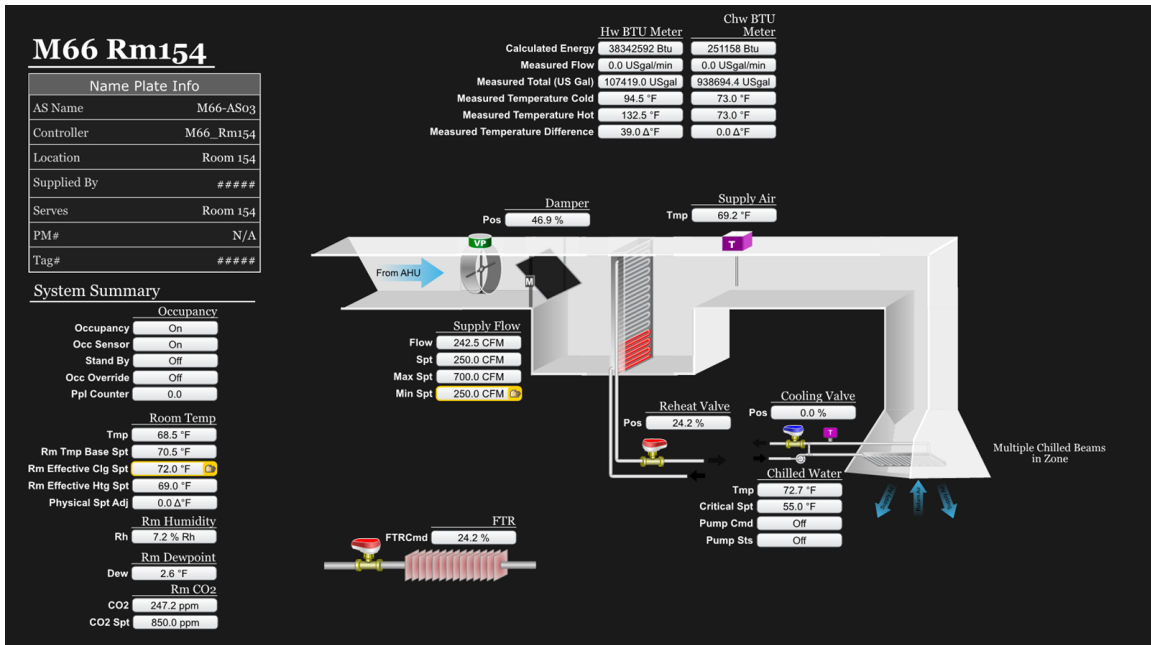 M66 Rm154
Name Plate Info
AS Name M66-AS03
Controller M66_Rm154
Location Room 154
Supplied By #####
Serves Room 154
PM# N/A
Tag# #####
System Summary
Occupancy
Occupancy On
Occ Sensor On
Stand By Off
Occ Override Off
Ppl Counter 0.0
Room Temp
Tmp 68.5 °F
Rm Tmp Base Spt 70.5 °F
Rm Effective Clg Spt 72.0 °F
Rm Effective Htg Spt 69.0 °F
Physical Spt Adj 0.0 Δ°F
Rm Humidity
Rh 7.2 % Rh
Rm Dewpoint
Dew 2.6 °F
Rm CO2
CO2 247.2 ppm
CO2 Spt 850.0 ppm
Hw BTU Meter
Chw BTU
Meter
Calculated Energy 38342592 Btu 251158 Btu
Measured Flow 0.0 USgal/min 0.0 USgal/min
Measured Total (US Gal) 107419.0 USgal 938694.4 USgal
Measured Temperature Cold 94.5 °F 73.0 °F
Measured Temperature Hot 132.5 °F 73.0 °F
Measured Temperature Difference 39.0 Δ°F 0.0 Δ°F
Damper
Pos 46.9 %
Supply Air
Tmp 69.2 °F
VP
T
From AHU
M
Supply Flow
Flow 242.5 CFM
Spt 250.0 CFM
Max Spt 700.0 CFM
Min Spt 250.0 CFM
Reheat Valve
Pos 24.2 %
Cooling Valve
Pos 0.0 %
T
Multiple Chilled Beams
in Zone
Chilled Water
Tmp 72.7 °F
Critical Spt 55.0 °F
Pump Cmd Off
Pump Sts Off
FTR
FTRCmd 24.2 %